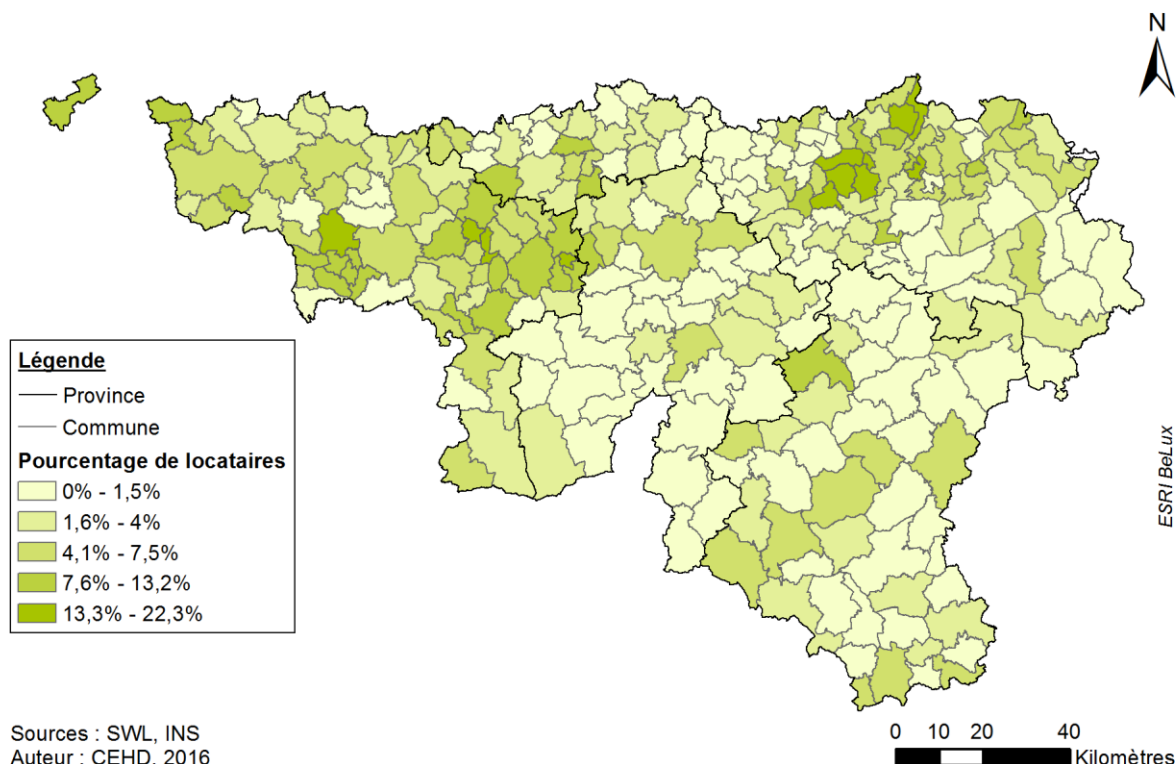 N
Légende
Province
Commune
Pourcentage de locataires
0% - 1,5%
1,6% - 4%
4,1% - 7,5%
7,6% - 13,2%
13,3% - 22,3%
ESRI BeLux
Sources : SWL, INS
Auteur : CEHD, 2016
0 10 20 40
Kilomètres